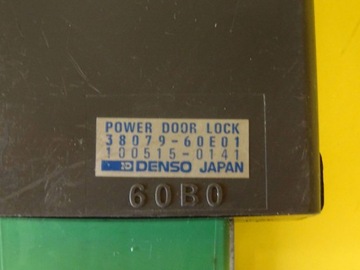 POWER DOOR LOCK
38079-60E01
100515-0141
DENSO JAPAN
60B0